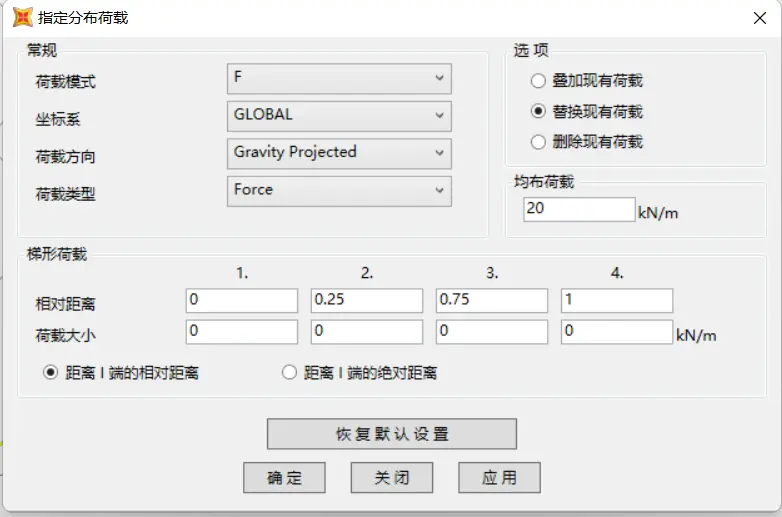 指定分布荷载
常规
荷载模式 F
坐标系 GLOBAL
荷载方向 Gravity Projected
荷载类型 Force
选 项
叠加现有荷载
替换现有荷载
删除现有荷载
均布荷载
20 kN/m
梯形荷载
1. 2. 3. 4.
相对距离 0 0.25 0.75 1
荷载大小 0 0 0 0 kN/m
距离 I 端的相对距离 距离 I 端的绝对距离
恢 复 默 认 设 置
确 定 关 闭 应 用